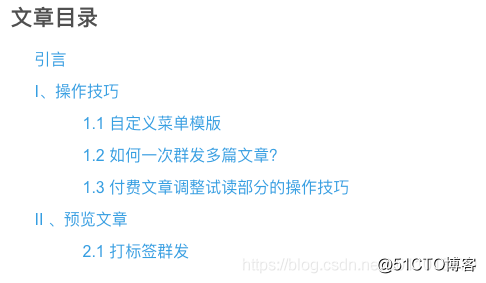 文章目录
引言
I、操作技巧
1.1 自定义菜单模版
1.2 如何一次群发多篇文章？
1.3 付费文章调整试读部分的操作技巧
II 、预览文章
2.1 打标签群发
https://blog.csdn.ne
@51CTO博客